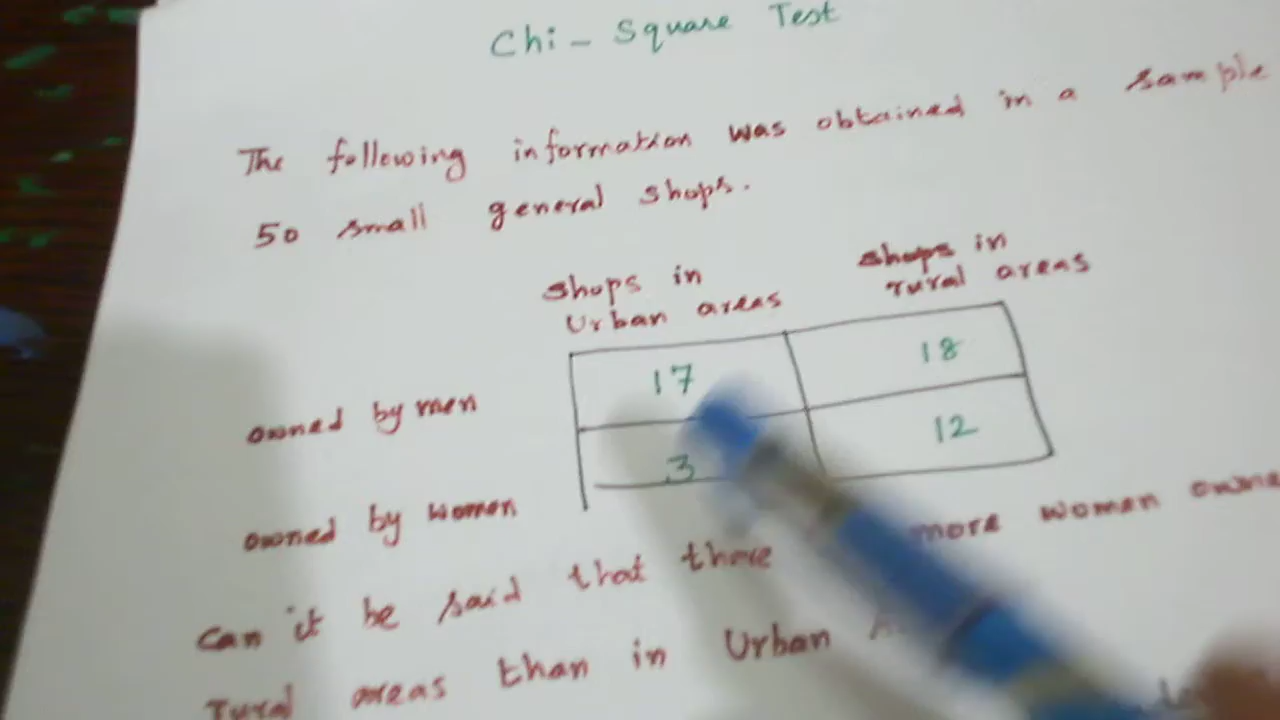 Chi - Square Test
The following information was obtained in a sample
50 small general shops.
Shops in
Urban areas
shops in
rural areas
owned by men 17 18
owned by women 3 12
Can it be said that there more women
rural areas than in Urban